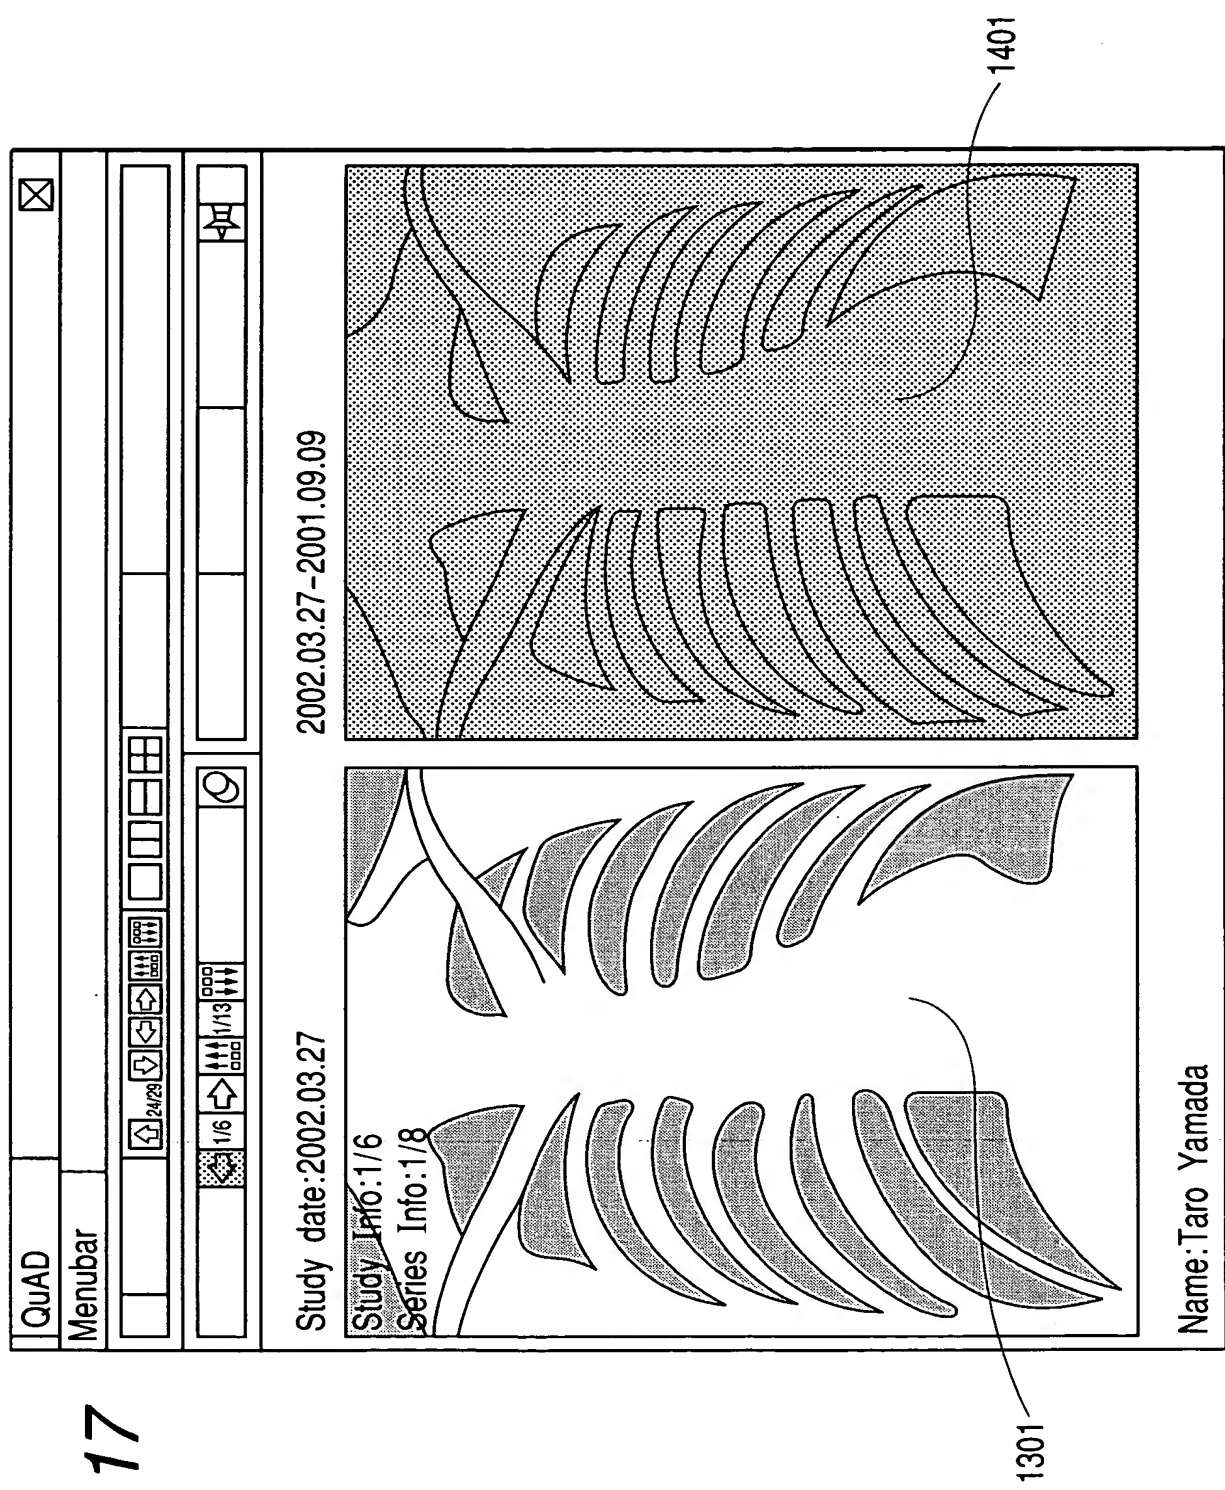 17
QuAD
Menubar
24/29
1/6
1/13
Study date:2002.03.27
2002.03.27-2001.09.09
Study Info:1/6
Series Info:1/8
1301
1401
Name:Taro Yamada